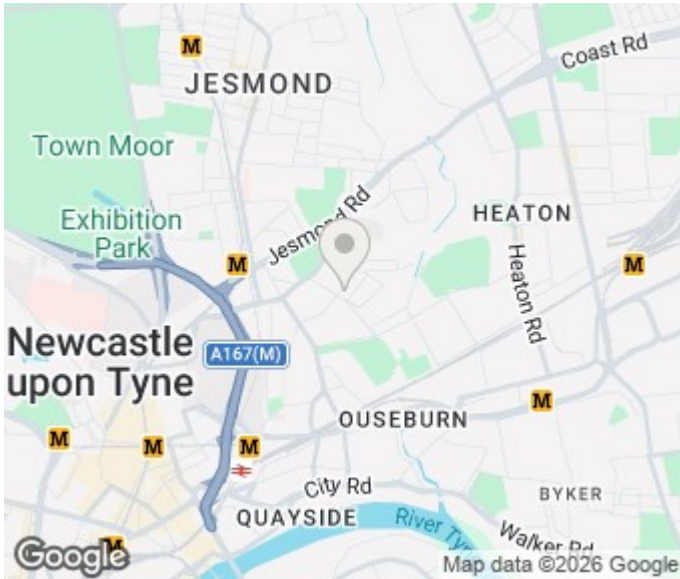 M
Coast Rd
JESMOND
Town Moor
HEATON
Jesmond Rd
Exhibition
Park
M
M
Heaton Rd
Newcastle
upon Tyne
A167(M)
M
OUSEBURN
M
M
M
City Rd
BYKER
QUAYSIDE
River Ty
Walker Rd
M
Google
Map data ©2026 Google